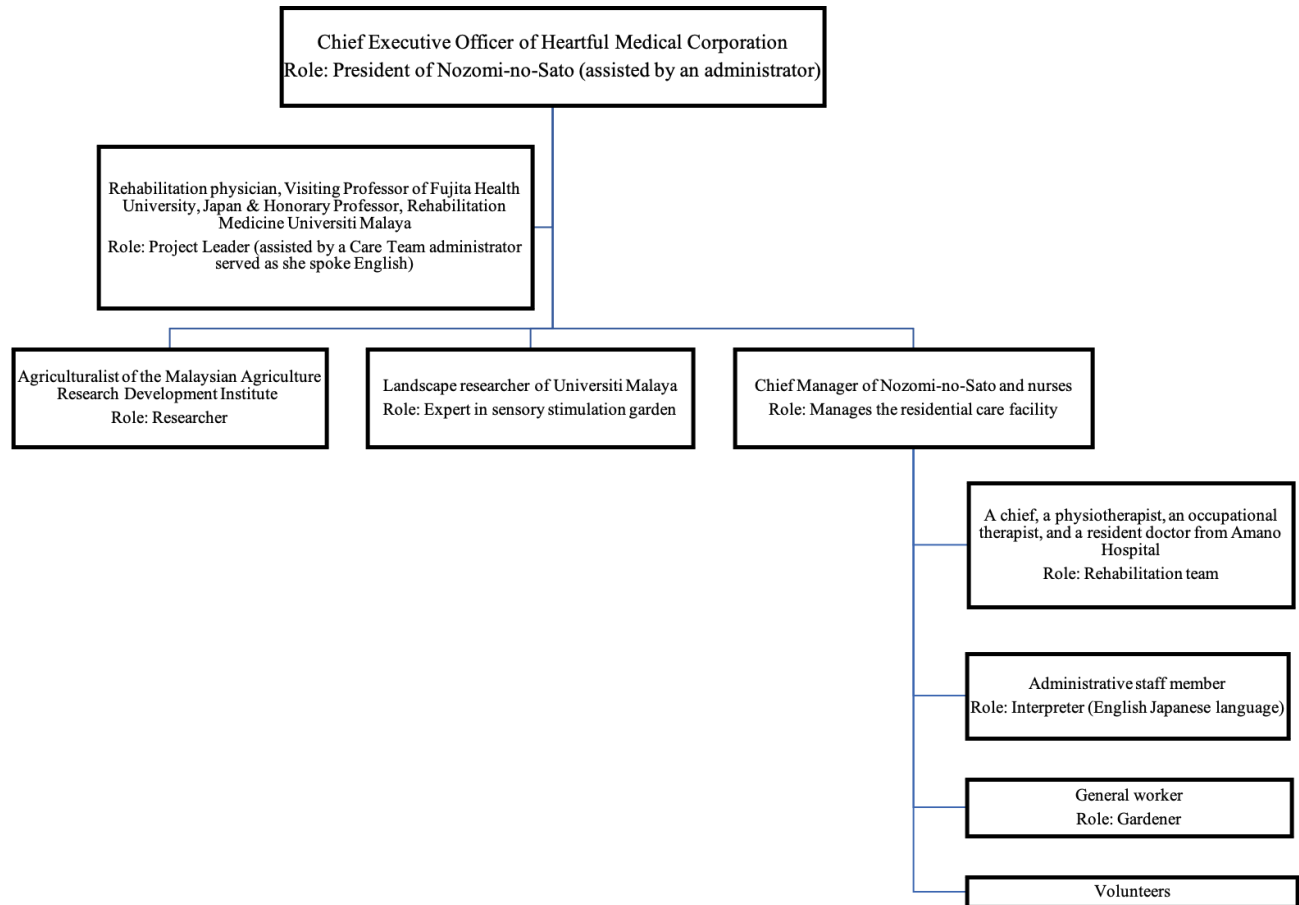 Chief Executive Officer of Heartful Medical Corporation
Role: President of Nozomi-no-Sato (assisted by an administrator)
Rehabilitation physician, Visiting Professor of Fujita Health
University, Japan & Honorary Professor, Rehabilitation
Medicine Universiti Malaya
Role: Project Leader (assisted by a Care Team administrator
served as she spoke English)
Agriculturalist of the Malaysian Agriculture
Research Development Institute
Role: Researcher
Landscape researcher of Universiti Malaya
Role: Expert in sensory stimulation garden
Chief Manager of Nozomi-no-Sato and nurses
Role: Manages the residential care facility
A chief, a physiotherapist, an occupational
therapist, and a resident doctor from Amano
Hospital
Role: Rehabilitation team
Administrative staff member
Role: Interpreter (English Japanese language)
General worker
Role: Gardener
Volunteers